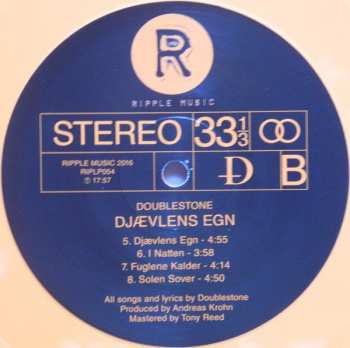 R
RIPPLE MUSIC
STEREO 33 1/3
RIPPLE MUSIC 2016
RIPLP054
℗ 17:57
Đ B
DOUBLESTONE
DJÆVLENS EGN
5. Djævlens Egn - 4:55
6. I Natten - 3:58
7. Fuglene Kalder - 4:14
8. Solen Sover - 4:50
All songs and lyrics by Doublestone
Produced by Andreas Krohn
Mastered by Tony Reed